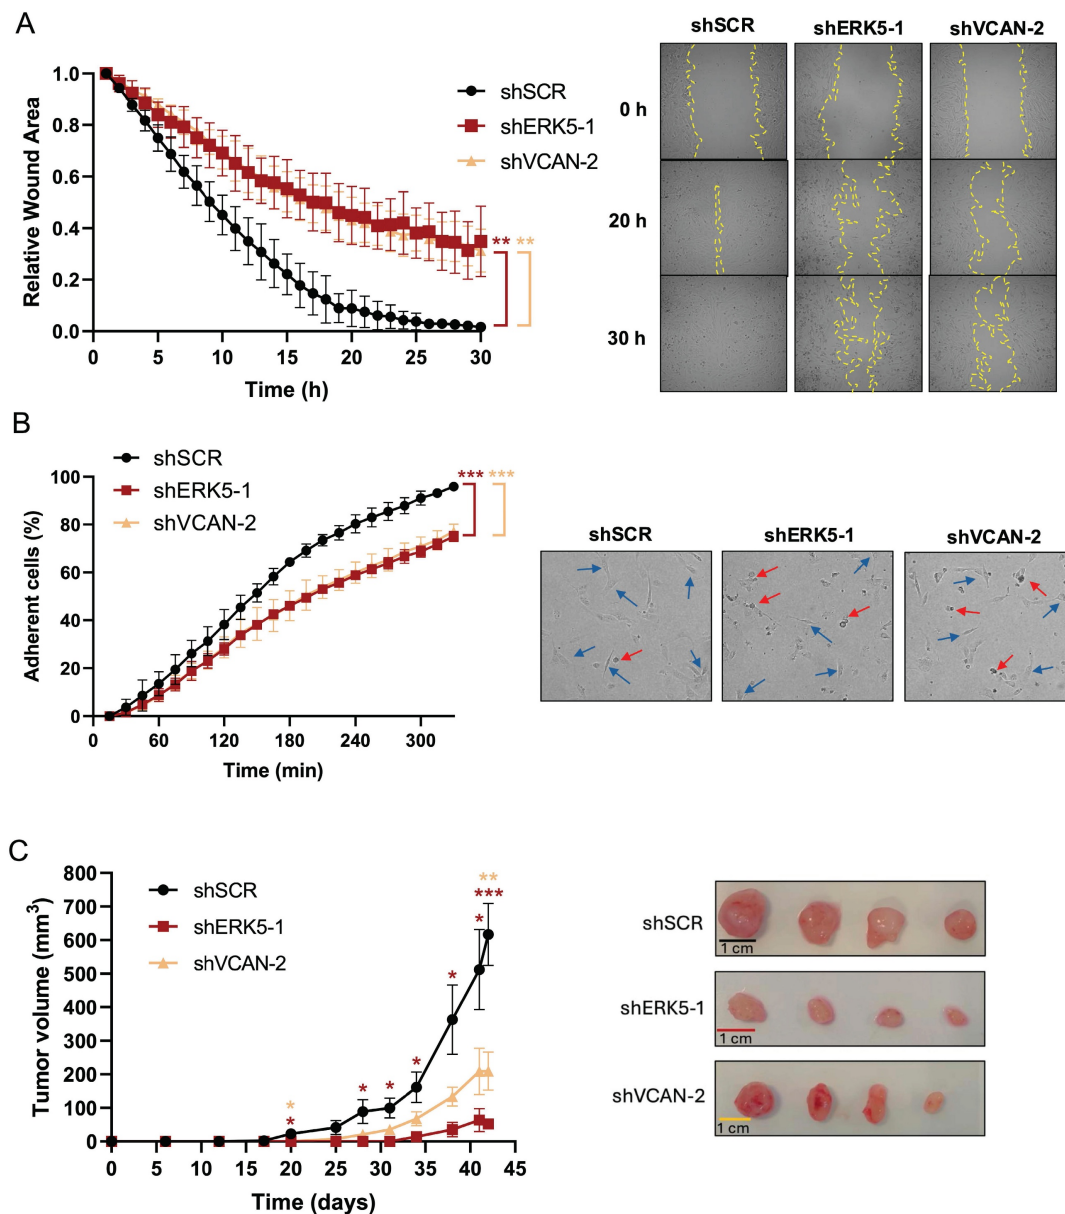 A
shSCR
shERK5-1
shVCAN-2
1.0
0.8
0.6
0.4
0.2
0.0
Relative Wound Area
0 5 10 15 20 25 30
Time (h)
shSCR
shERK5-1
shVCAN-2
** **
0 h
20 h
30 h
B
shSCR
shERK5-1
shVCAN-2
100
80
60
40
20
0
Adherent cells (%)
0 60 120 180 240 300
Time (min)
*** ***
shSCR shERK5-1 shVCAN-2
C
800
700
600
500
400
300
200
100
0
Tumor volume (mm3)
shSCR
shERK5-1
shVCAN-2
**
***
*
*
*
*
*
*
*
0 5 10 15 20 25 30 35 40 45
Time (days)
shSCR
1 cm
shERK5-1
1 cm
shVCAN-2
1 cm